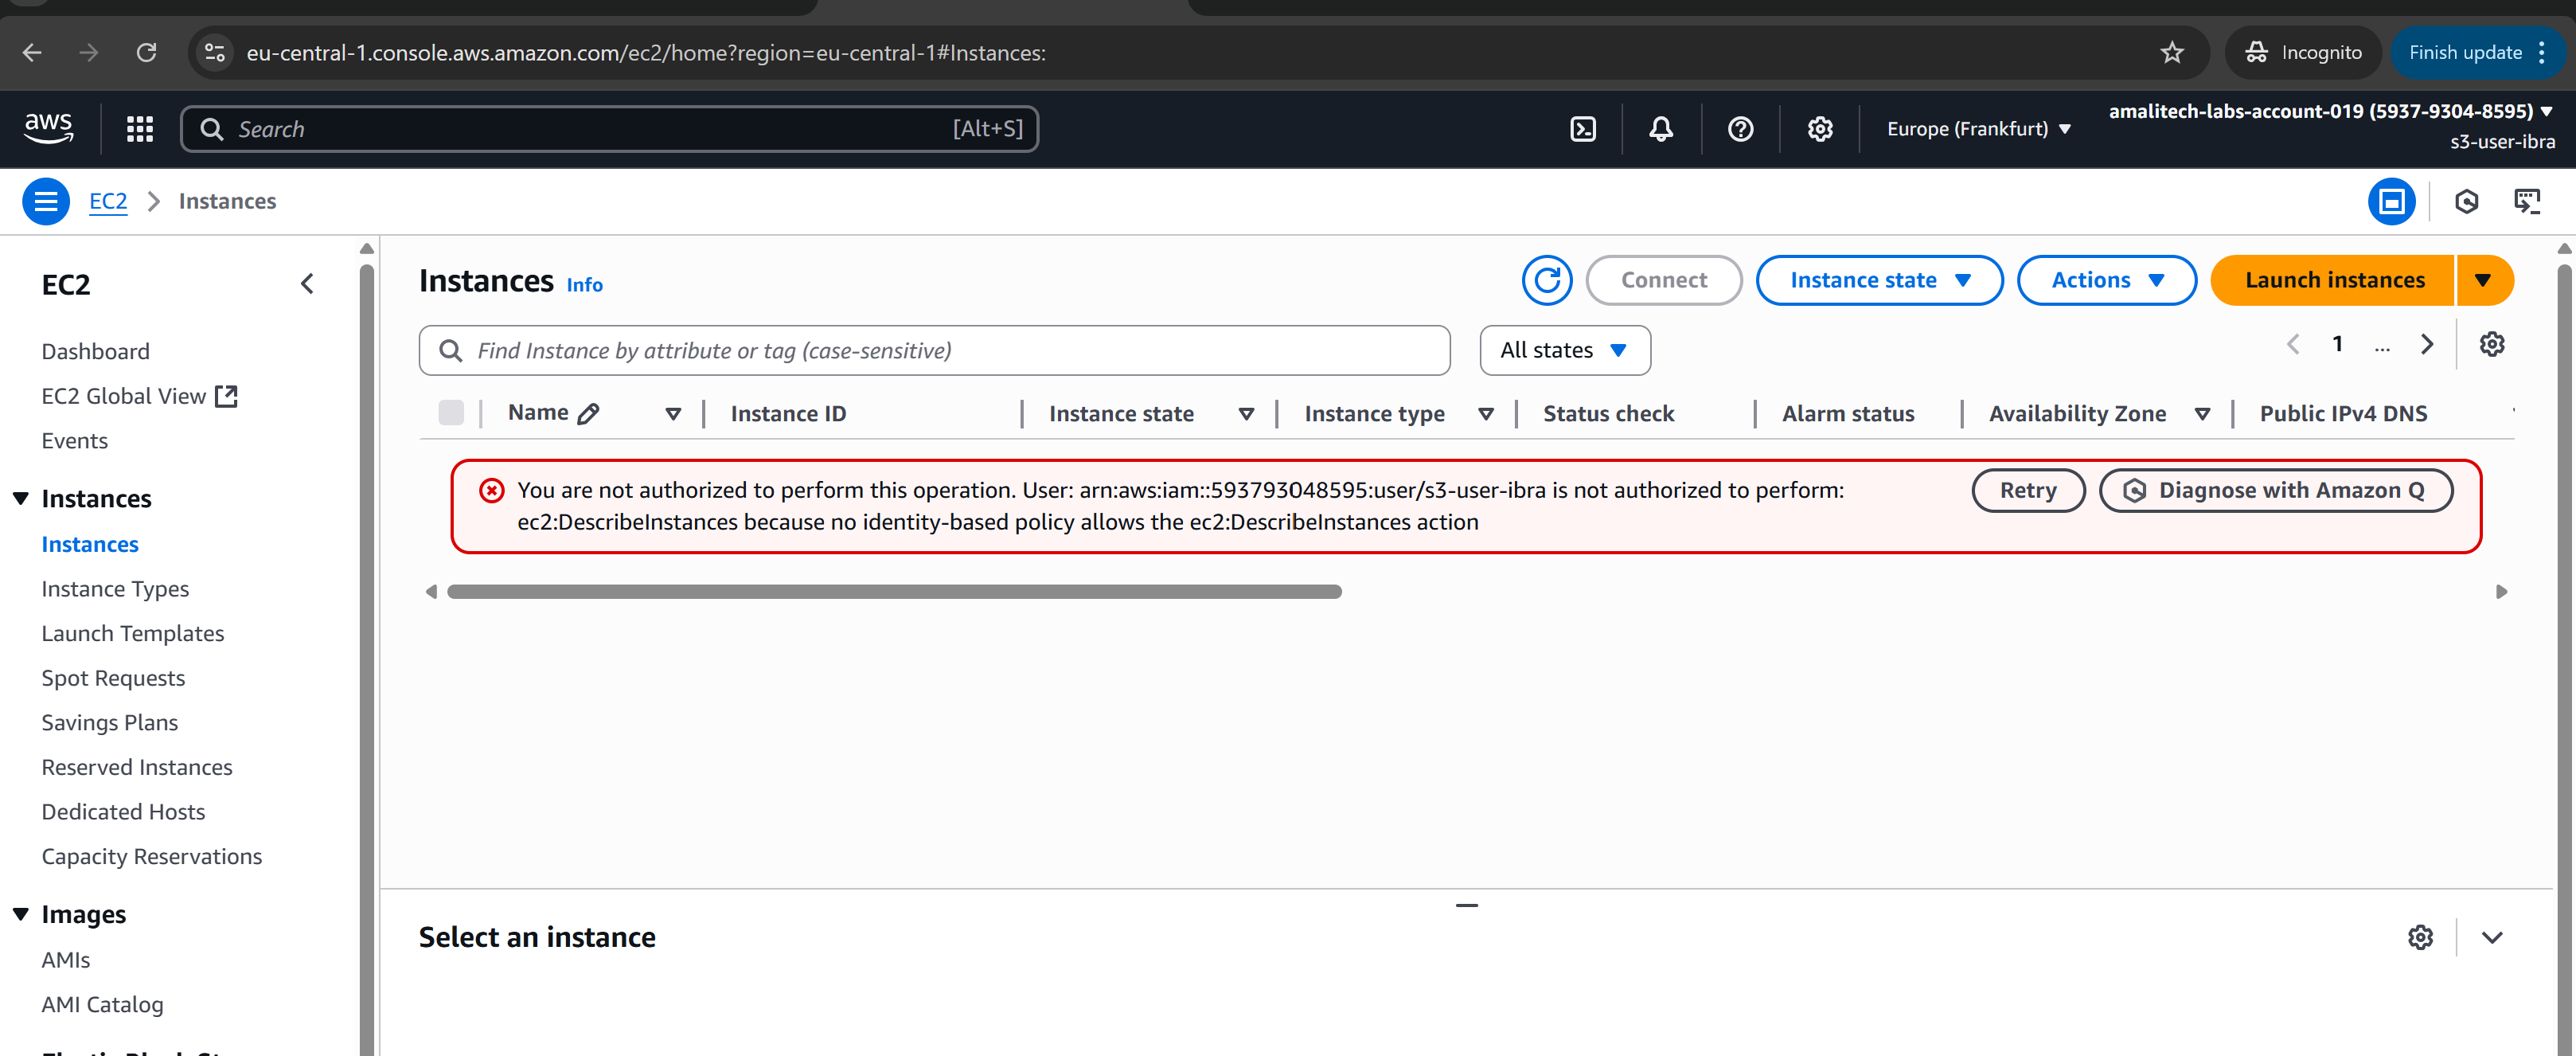 eu-central-1.console.aws.amazon.com/ec2/home?region=eu-central-1#Instances:
Incognito
Finish update
aws
Search
[Alt+S]
Europe (Frankfurt)
amalitech-labs-account-019 (5937-9304-8595)
s3-user-ibra
EC2
Instances
EC2
Dashboard
EC2 Global View
Events
Instances
Instances
Instance Types
Launch Templates
Spot Requests
Savings Plans
Reserved Instances
Dedicated Hosts
Capacity Reservations
Images
AMIs
AMI Catalog
Instances Info
Connect
Instance state
Actions
Launch instances
Find Instance by attribute or tag (case-sensitive)
All states
1 ...
Name
Instance ID
Instance state
Instance type
Status check
Alarm status
Availability Zone
Public IPv4 DNS
You are not authorized to perform this operation. User: arn:aws:iam::593793048595:user/s3-user-ibra is not authorized to perform:
ec2:DescribeInstances because no identity-based policy allows the ec2:DescribeInstances action
Retry
Diagnose with Amazon Q
Select an instance